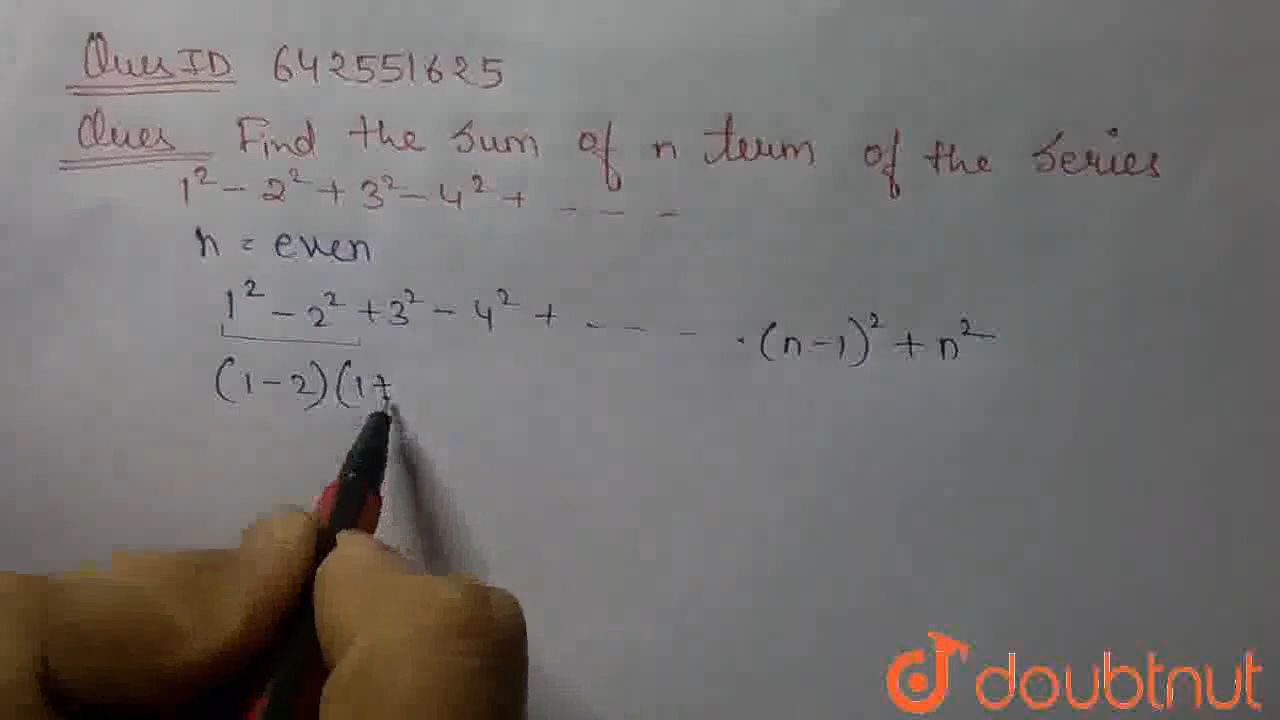 Ques ID 642551625
Ques Find the sum of n term of the series
1² - 2² + 3² - 4² + - - -
n = even
1² - 2² + 3² - 4² + - - - - . (n-1)² + n²
(1-2)(1+
doubtnut